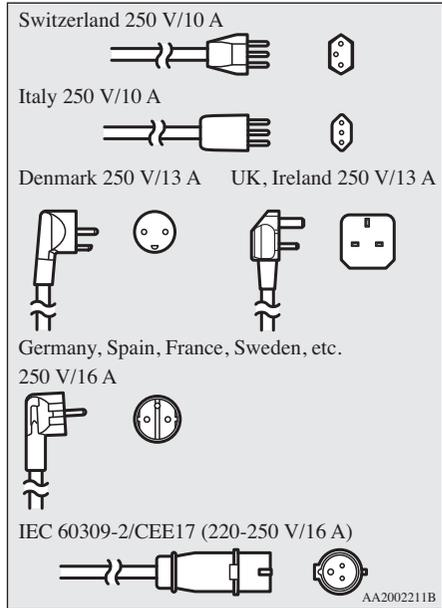 Switzerland 250 V/10 A
Italy 250 V/10 A
Denmark 250 V/13 A
UK, Ireland 250 V/13 A
Germany, Spain, France, Sweden, etc.
250 V/16 A
IEC 60309-2/CEE17 (220-250 V/16 A)
AA2002211B